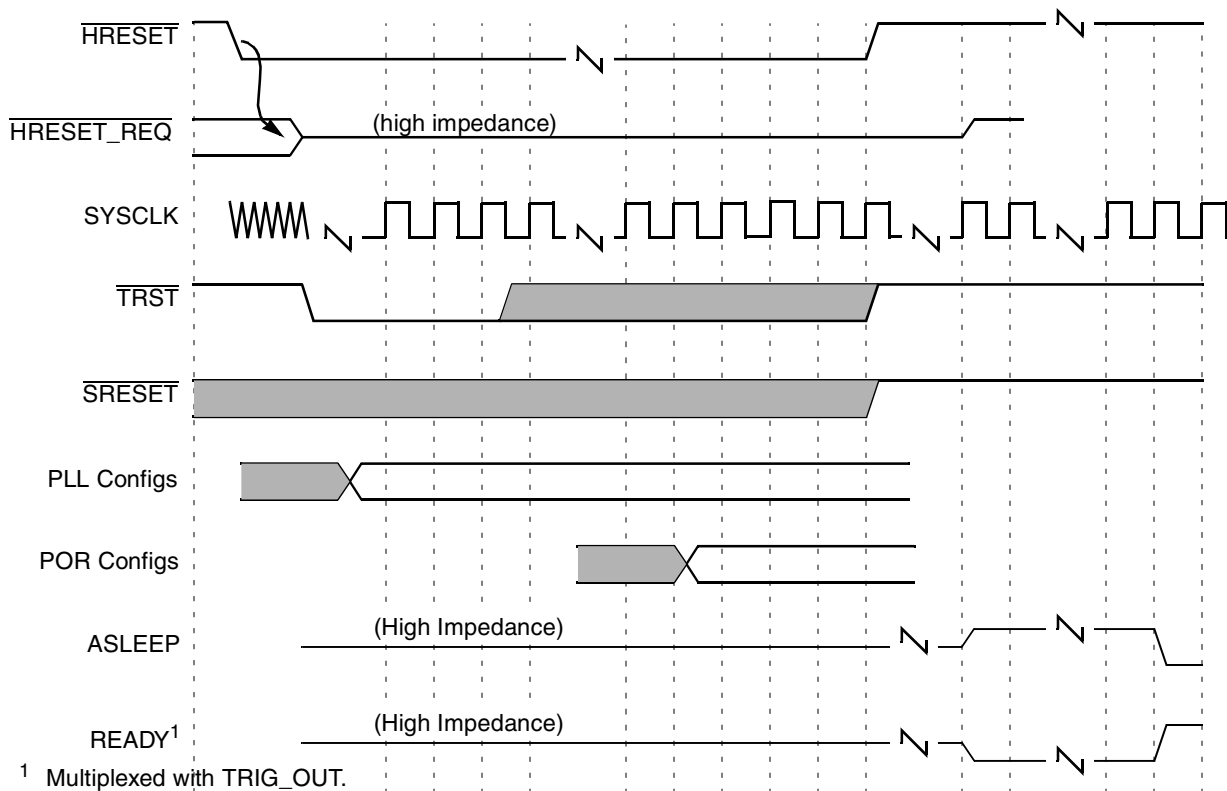 HRESET
HRESET_REQ
(high impedance)
SYSCLK
TRST
SRESET
PLL Configs
POR Configs
(High Impedance)
ASLEEP
(High Impedance)
READY1
1 Multiplexed with TRIG_OUT.